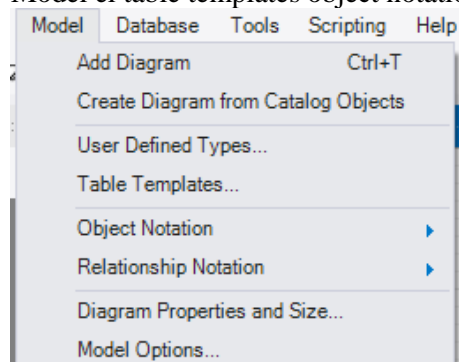 Model er table templates object notatio
Model Database Tools Scripting Help
Add Diagram Ctrl+T
Create Diagram from Catalog Objects
User Defined Types...
Table Templates...
Object Notation
Relationship Notation
Diagram Properties and Size...
Model Options...